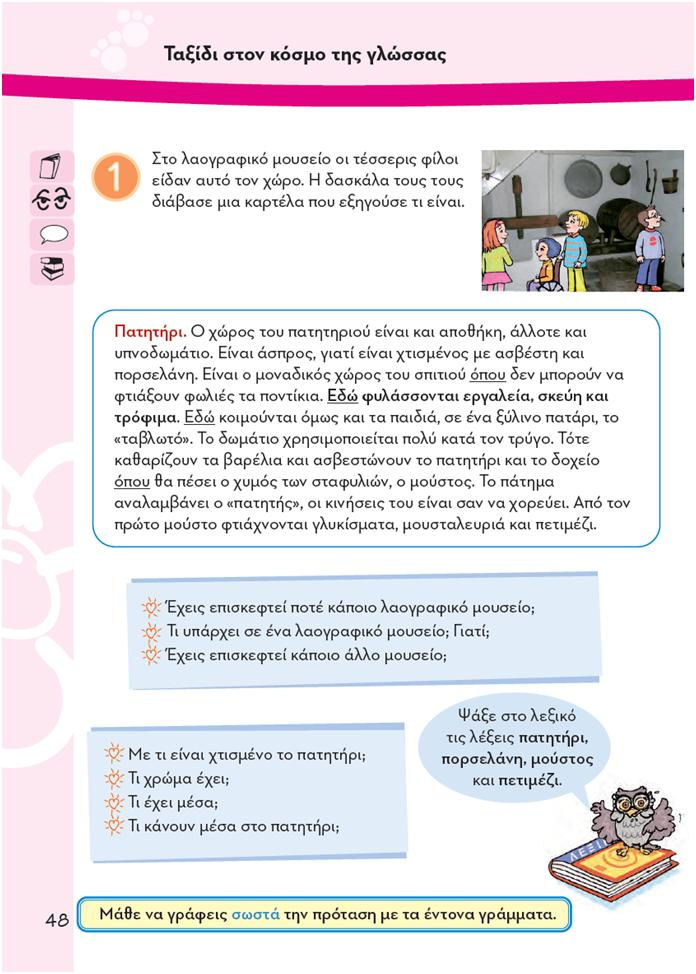 Ταξίδι στον κόσμο της γλώσσας
1
Στο λαογραφικό μουσείο οι τέσσερις φίλοι
είδαν αυτό τον χώρο. Η δασκάλα τους τους
διάβασε μια καρτέλα που εξηγούσε τι είναι.
Πατητήρι. Ο χώρος του πατητηριού είναι και αποθήκη, άλλοτε και
υπνοδωμάτιο. Είναι άσπρος, γιατί είναι χτισμένος με ασβέστη και
πορσελάνη. Είναι ο μοναδικός χώρος του σπιτιού όπου δεν μπορούν να
φτιάξουν φωλιές τα ποντίκια. Εδώ φυλάσσονται εργαλεία, σκεύη και
τρόφιμα. Εδώ κοιμούνται όμως και τα παιδιά, σε ένα ξύλινο πατάρι, το
«ταβλωτό». Το δωμάτιο χρησιμοποιείται πολύ κατά τον τρύγο. Τότε
καθαρίζουν τα βαρέλια και ασβεστώνουν το πατητήρι και το δοχείο
όπου θα πέσει ο χυμός των σταφυλιών, ο μούστος. Το πάτημα
αναλαμβάνει ο «πατητής», οι κινήσεις του είναι σαν να χορεύει. Από τον
πρώτο μούστο φτιάχνονται γλυκίσματα, μουσταλευριά και πετιμέζι.
Έχεις επισκεφτεί ποτέ κάποιο λαογραφικό μουσείο;
Τι υπάρχει σε ένα λαογραφικό μουσείο; Γιατί;
Έχεις επισκεφτεί κάποιο άλλο μουσείο;
Ψάξε στο λεξικό
τις λέξεις πατητήρι,
πορσελάνη, μούστος
και πετιμέζι.
Με τι είναι χτισμένο το πατητήρι;
Τι χρώμα έχει;
Τι έχει μέσα;
Τι κάνουν μέσα στο πατητήρι;
48
Μάθε να γράφεις σωστά την πρόταση με τα έντονα γράμματα.